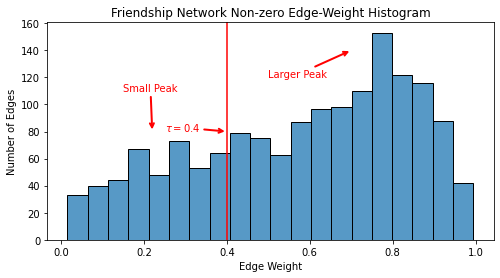 Friendship Network Non-zero Edge-Weight Histogram
160
140
120
100
80
60
40
20
0
Number of Edges
Larger Peak
Small Peak
τ = 0.4
0.0 0.2 0.4 0.6 0.8 1.0
Edge Weight